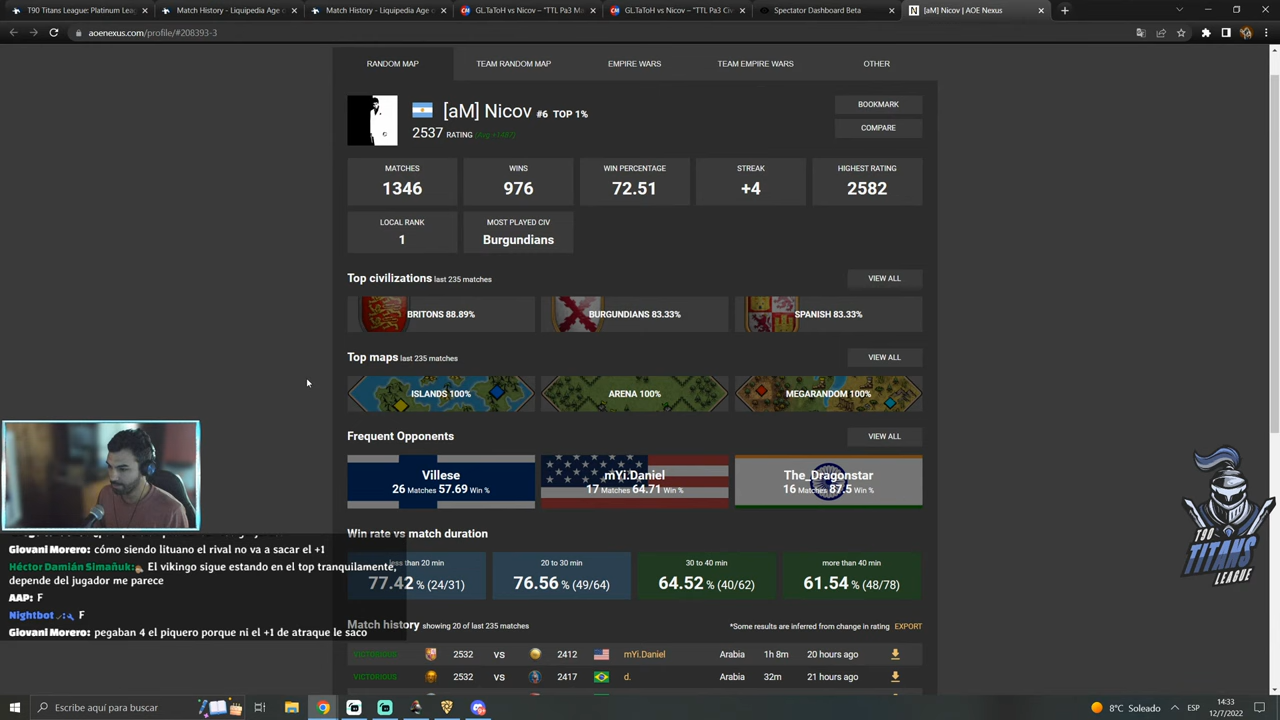 T90 Titans League: Platinum Leag
Match History - Liquipedia Age o
Match History - Liquipedia Age o
GL.TaToH vs Nicov – "TTL Pa3 Ma
GL.TaToH vs Nicov – "TTL Pa3 Civ
Spectator Dashboard Beta
[aM] Nicov | AOE Nexus
aoenexus.com/profile/#208393-3
RANDOM MAP
TEAM RANDOM MAP
EMPIRE WARS
TEAM EMPIRE WARS
OTHER
[aM] Nicov #6 TOP 1%
BOOKMARK
2537 RATING
COMPARE
MATCHES
1346
WINS
976
WIN PERCENTAGE
72.51
STREAK
+4
HIGHEST RATING
2582
LOCAL RANK
1
MOST PLAYED CIV
Burgundians
Top civilizations last 235 matches
VIEW ALL
BRITONS 88.89%
BURGUNDIANS 83.33%
SPANISH 83.33%
Top maps last 235 matches
VIEW ALL
ISLANDS 100%
ARENA 100%
MEGARANDOM 100%
Frequent Opponents
VIEW ALL
Villese
26 Matches 57.69 Win %
mYi.Daniel
17 Matches 64.71 Win %
The_Dragonstar
16 Matches 87.5 Win %
Win rate vs match duration
less than 20 min
77.42 % (24/31)
20 to 30 min
76.56 % (49/64)
30 to 40 min
64.52 % (40/62)
more than 40 min
61.54 % (48/78)
Match history showing 20 of last 235 matches
*Some results are inferred from change in rating EXPORT
VICTORIOUS 2532 vs 2412 mYi.Daniel Arabia 1h 8m 20 hours ago
VICTORIOUS 2532 vs 2417 d. Arabia 32m 21 hours ago
Giovani Morero: cómo siendo lituano el rival no va a sacar el +1
Héctor Damián Simañuk: El vikingo sigue estando en el top tranquilamente,
depende del jugador me parece
AAP: F
Nightbot: F
Giovani Morero: pegaban 4 el piquero porque ni el +1 de atraque le saco
T90
TITANS
LEAGUE
Escribe aquí para buscar
8°C Soleado
ESP
14:33
12/7/2022